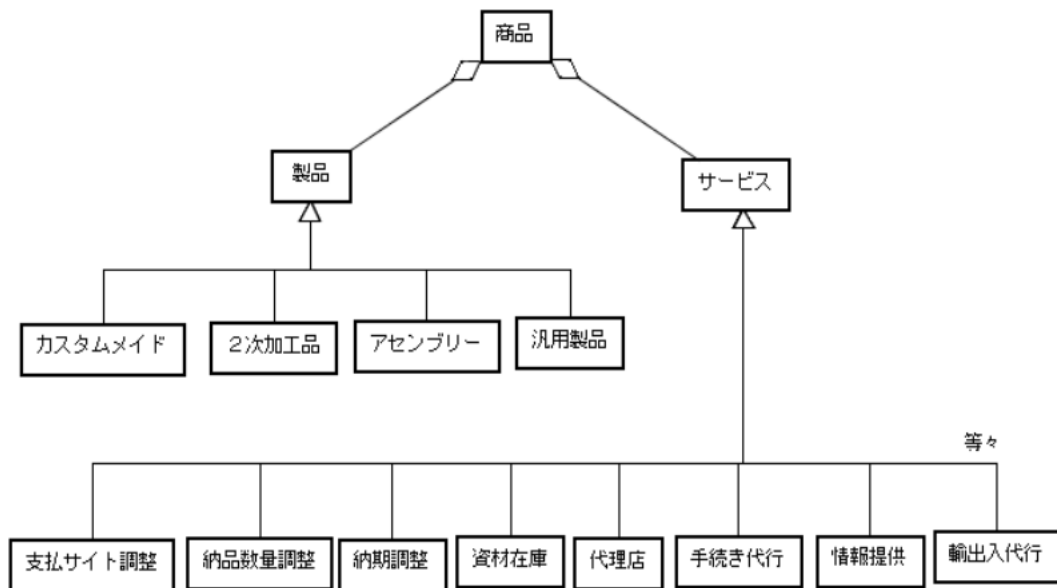 商品
製品
サービス
カスタムメイド
２次加工品
アセンブリー
汎用製品
等々
支払サイト調整
納品数量調整
納期調整
資材在庫
代理店
手続き代行
情報提供
輸出入代行